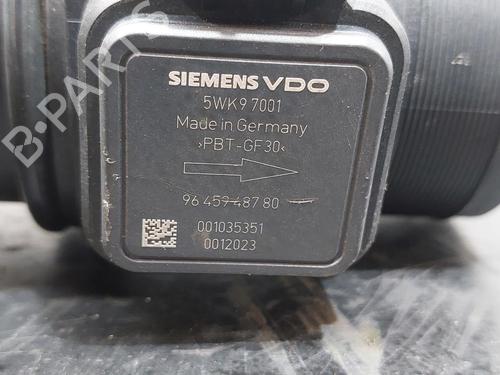 B-PARTS
SIEMENS VDO
5WK9 7001
Made in Germany
>PBT-GF30<
96 459 487 80
001035351
0012023